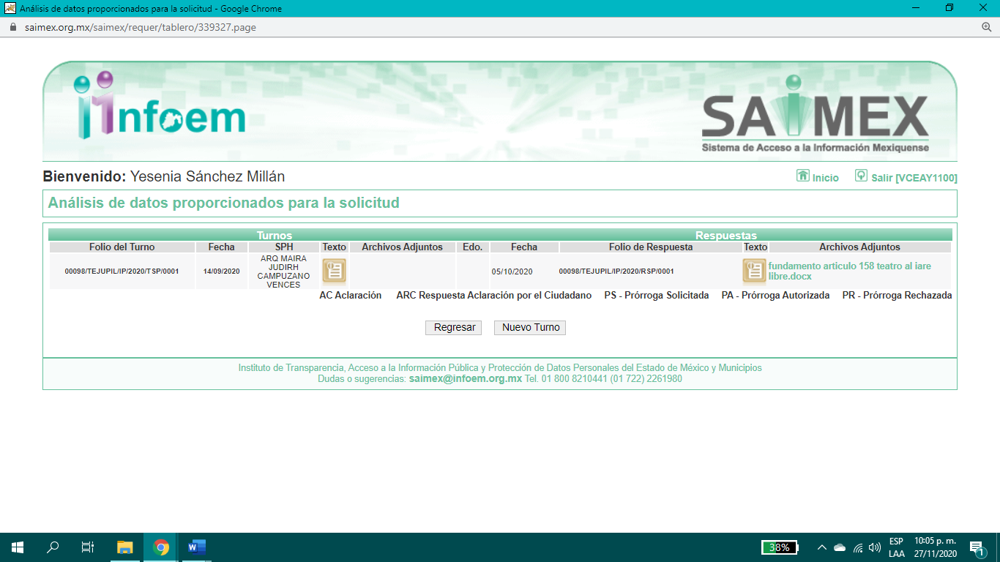 Análisis de datos proporcionados para la solicitud - Google Chrome
saimex.org.mx/saimex/requer/tablero/339327.page
infoem
SAIMEX
Sistema de Acceso a la Información Mexiquense
Bienvenido: Yesenia Sánchez Millán
Inicio Salir [VCEAY1100]
Análisis de datos proporcionados para la solicitud
Turnos Respuestas
Folio del Turno Fecha SPH Texto Archivos Adjuntos Edo. Fecha Folio de Respuesta Texto Archivos Adjuntos
00098/TEJUPIL/IP/2020/TSP/0001 14/09/2020 ARQ MAIRA JUDIRH CAMPUZANO VENCES 05/10/2020 00098/TEJUPIL/IP/2020/RSP/0001 fundamento articulo 158 teatro al iare libre.docx
AC Aclaración ARC Respuesta Aclaración por el Ciudadano PS - Prórroga Solicitada PA - Prórroga Autorizada PR - Prórroga Rechazada
Regresar Nuevo Turno
Instituto de Transparencia, Acceso a la Información Pública y Protección de Datos Personales del Estado de México y Municipios
Dudas o sugerencias: saimex@infoem.org.mx Tel. 01 800 8210441 (01 722) 2261980
38% ESP LAA 10:05 p. m. 27/11/2020 1